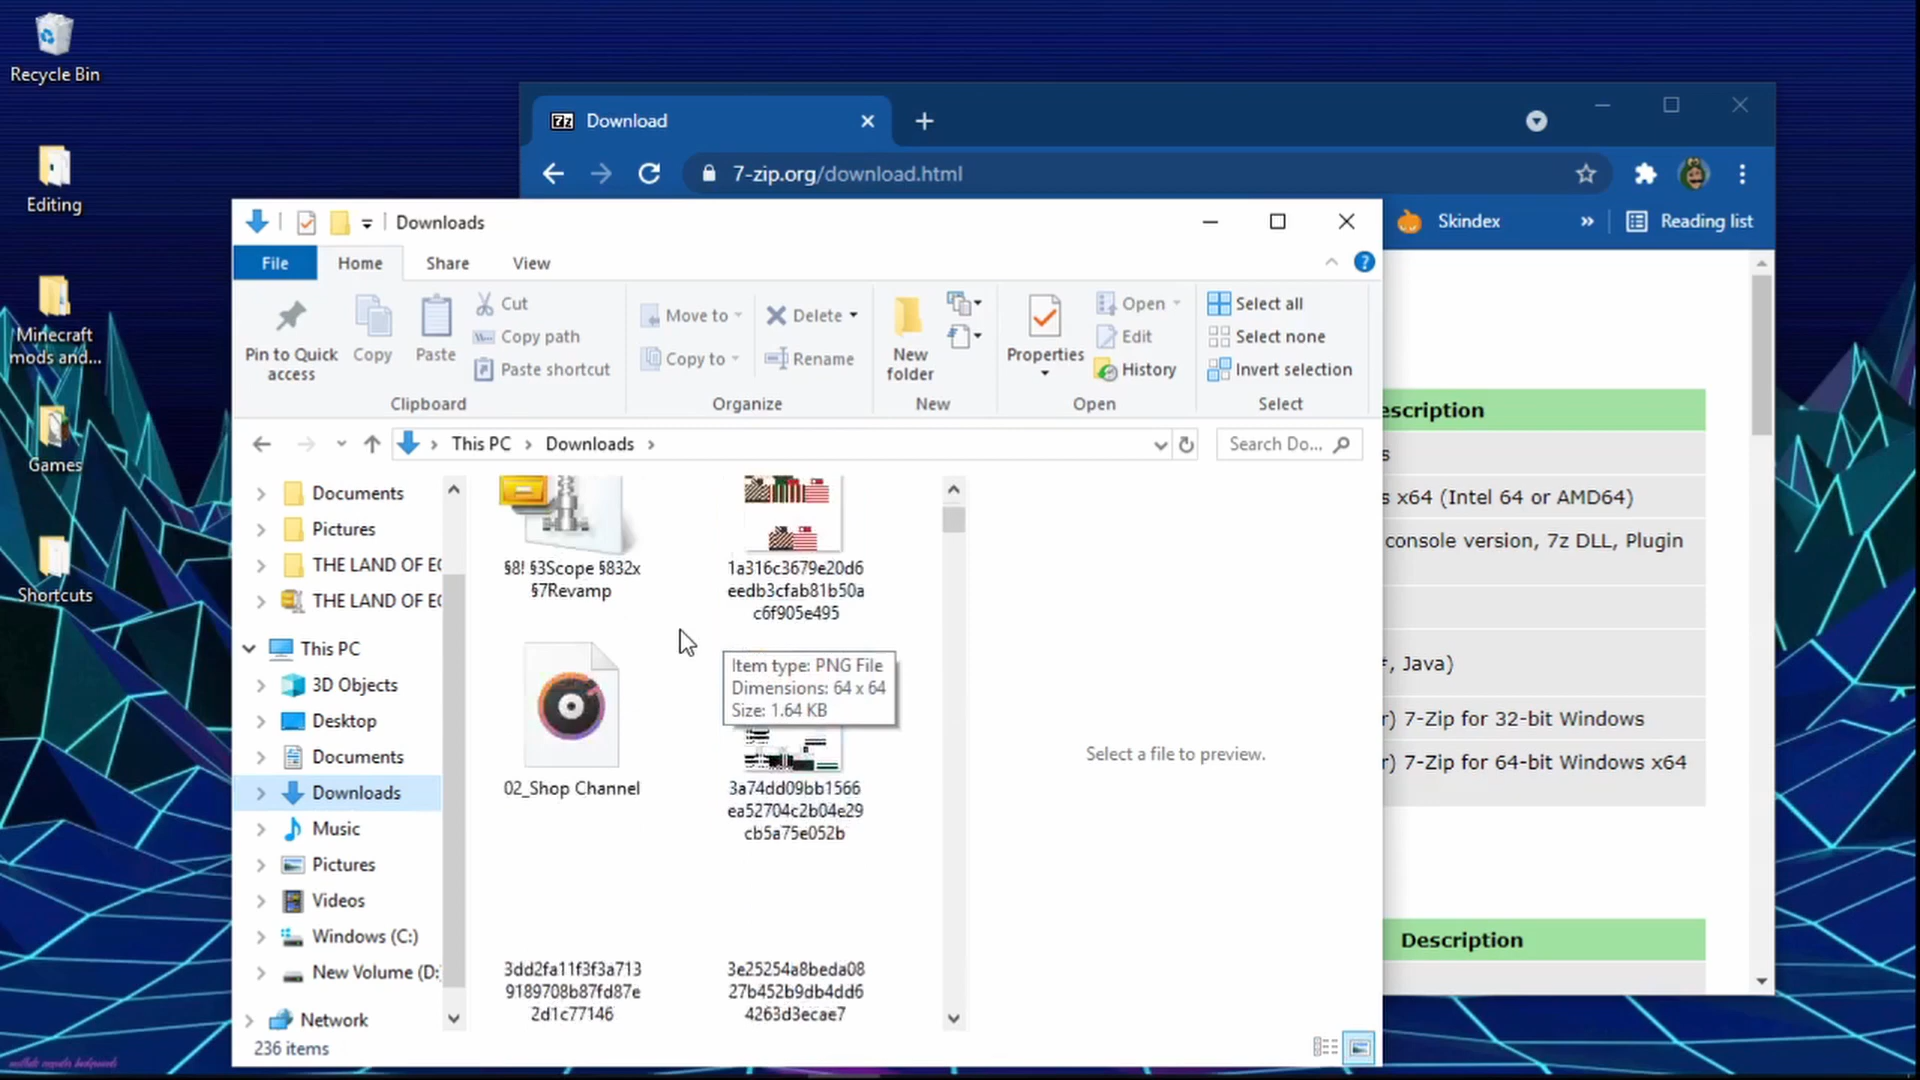 Recycle Bin
Editing
Minecraft
mods and...
Games
Shortcuts
7z Download
7-zip.org/download.html
Skindex
»
Reading list
Downloads
File Home Share View
Pin to Quick
access
Copy
Paste
Cut
Copy path
Paste shortcut
Clipboard
Move to
Copy to
Delete
Rename
Organize
New
folder
New
Properties
Open
Edit
History
Open
Select all
Select none
Invert selection
Select
This PC > Downloads >
Search Do...
Documents
Pictures
THE LAND OF E
THE LAND OF E
This PC
3D Objects
Desktop
Documents
Downloads
Music
Pictures
Videos
Windows (C:)
New Volume (D:
Network
§8! §3Scope §832x
§7Revamp
1a316c3679e20d6
eedb3cfab81b50a
c6f905e495
02_Shop Channel
Item type: PNG File
Dimensions: 64 x 64
Size: 1.64 KB
3a74dd09bb1566
ea52704c2b04e29
cb5a75e052b
3dd2fa11f3f3a713
9189708b87fd87e
2d1c77146
3e25254a8beda08
27b452b9db4dd6
4263d3ecae7
Select a file to preview.
236 items
escription
s
s x64 (Intel 64 or AMD64)
console version, 7z DLL, Plugin
, Java)
r) 7-Zip for 32-bit Windows
r) 7-Zip for 64-bit Windows x64
Description